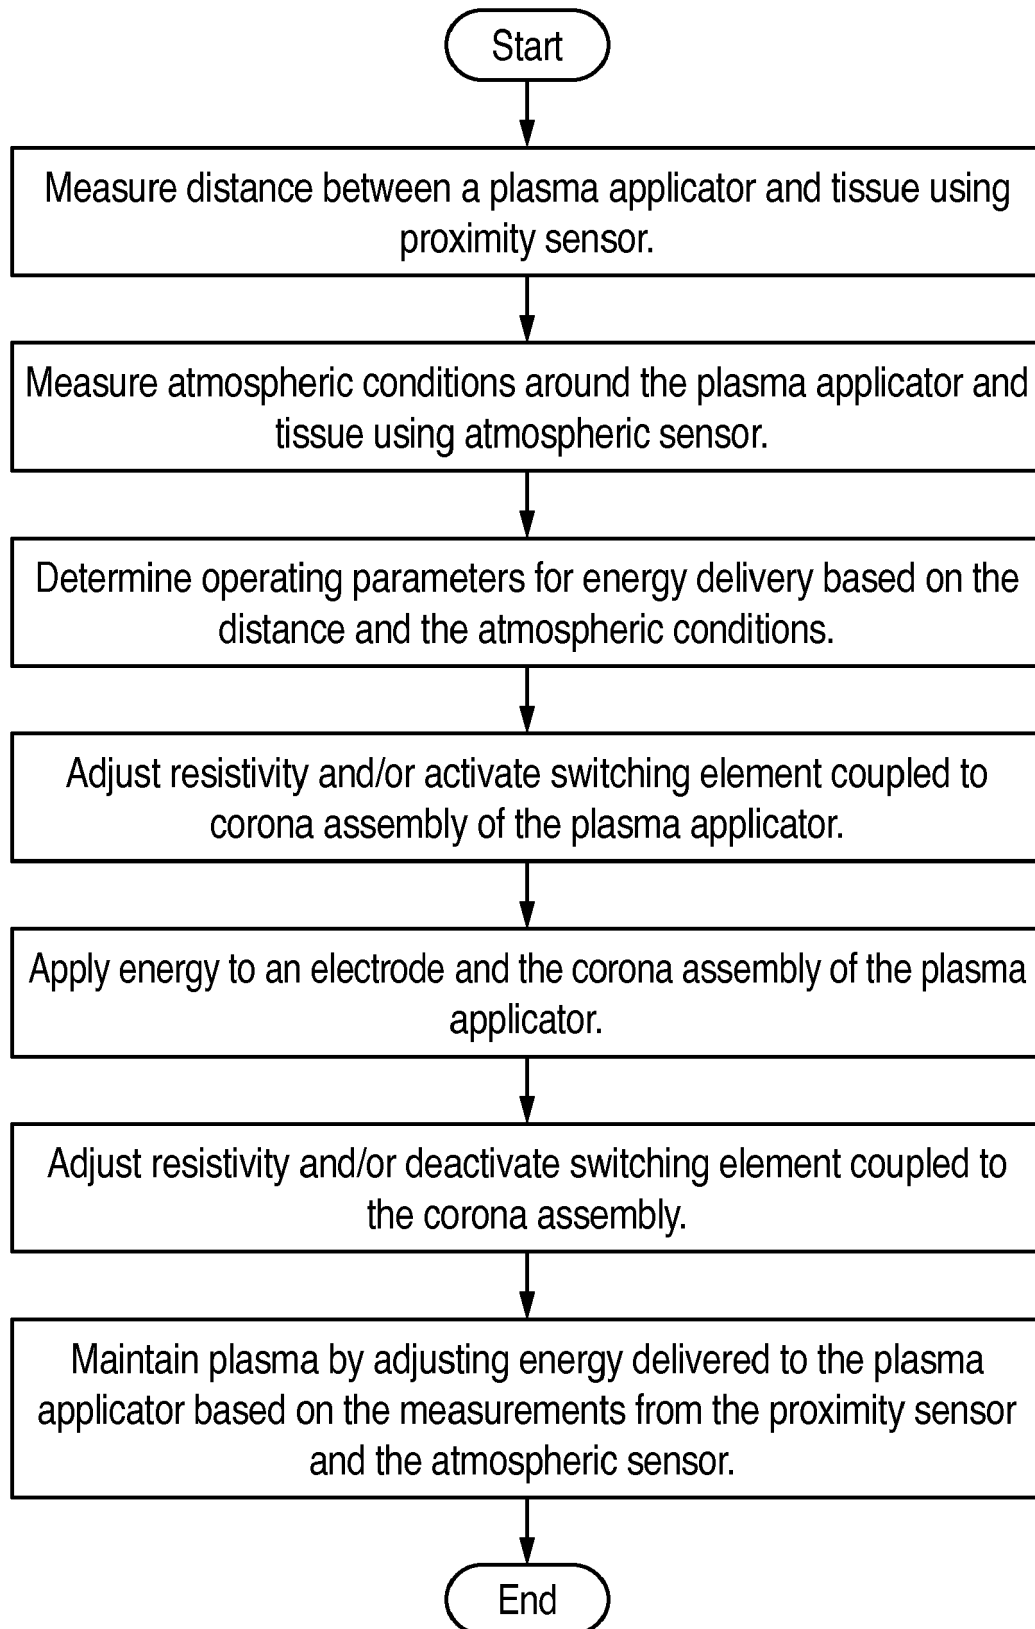 Start
Measure distance between a plasma applicator and tissue using
proximity sensor.
Measure atmospheric conditions around the plasma applicator and
tissue using atmospheric sensor.
Determine operating parameters for energy delivery based on the
distance and the atmospheric conditions.
Adjust resistivity and/or activate switching element coupled to
corona assembly of the plasma applicator.
Apply energy to an electrode and the corona assembly of the plasma
applicator.
Adjust resistivity and/or deactivate switching element coupled to
the corona assembly.
Maintain plasma by adjusting energy delivered to the plasma
applicator based on the measurements from the proximity sensor
and the atmospheric sensor.
End